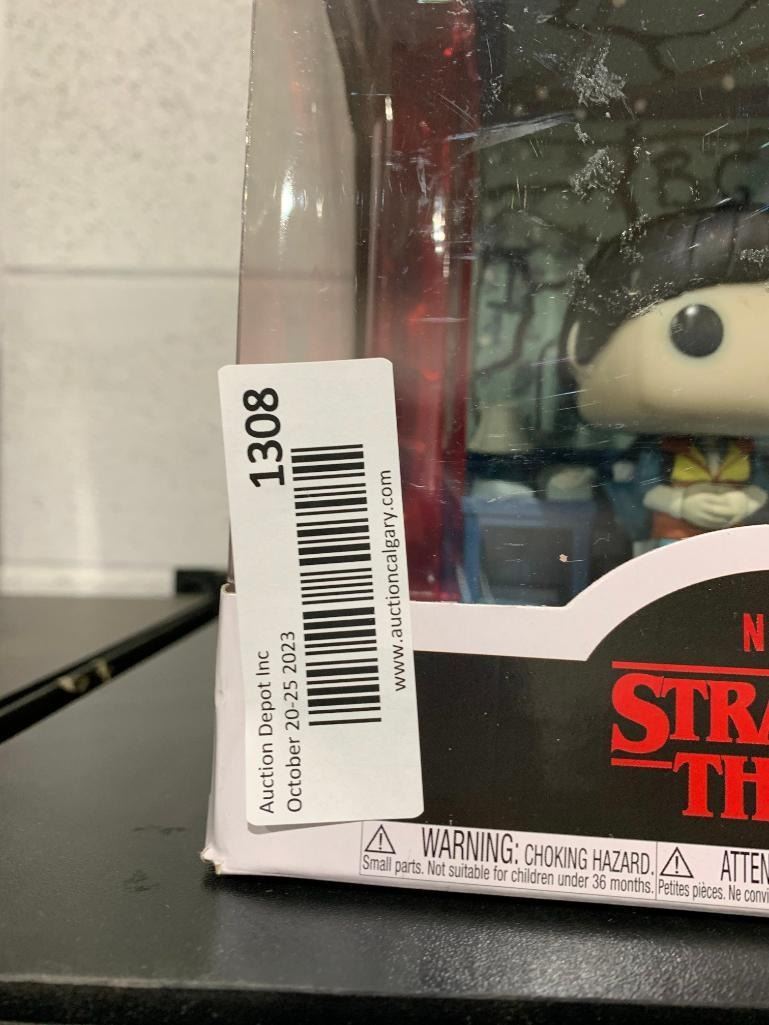 1308
Auction Depot Inc
October 20-25 2023
www.auctioncalgary.com
N
STRA
TH
WARNING: CHOKING HAZARD.
Small parts. Not suitable for children under 36 months.
ATTEN
Petites pièces. Ne convi